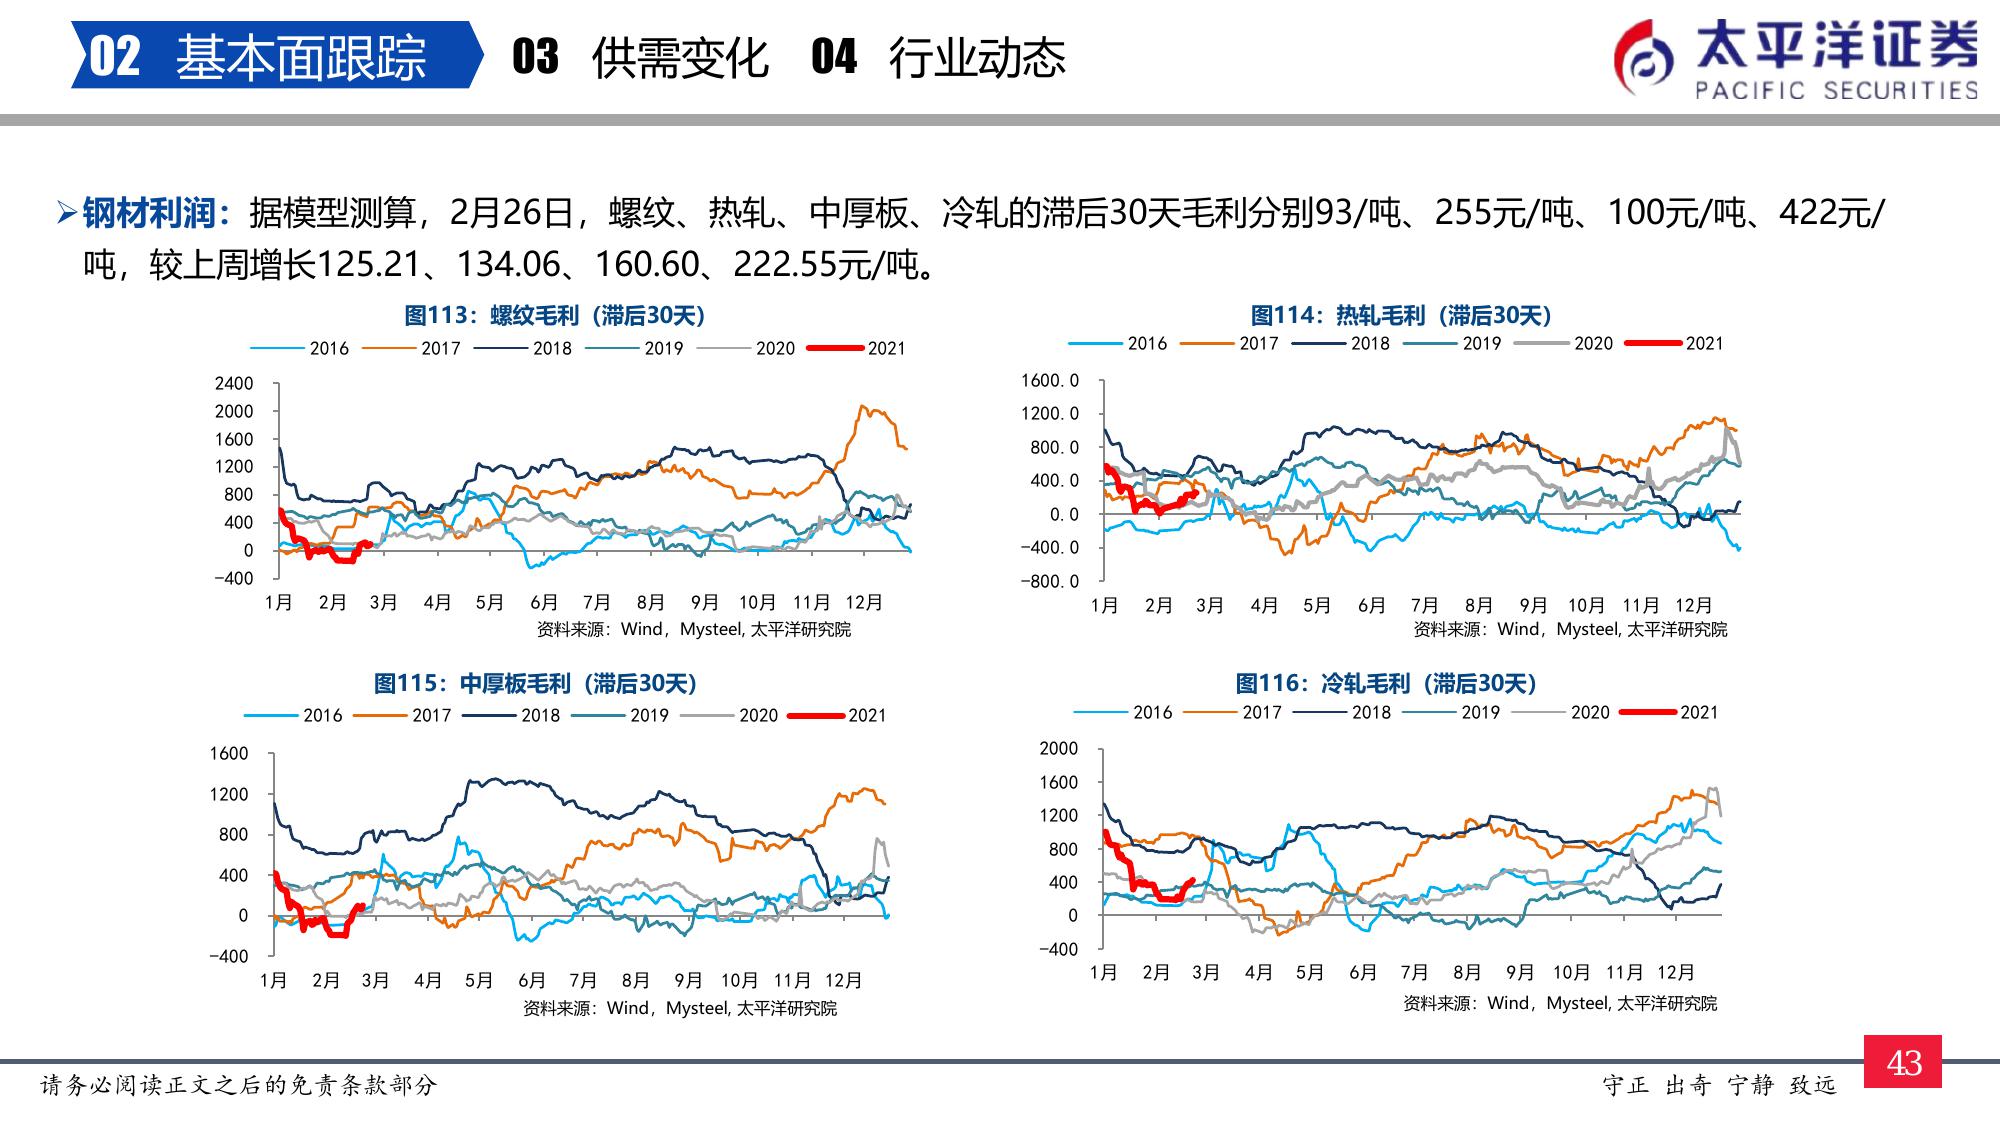 02 基本面跟踪 03 供需变化 04 行业动态
太平洋证券
PACIFIC SECURITIES
➢钢材利润：据模型测算，2月26日，螺纹、热轧、中厚板、冷轧的滞后30天毛利分别93/吨、255元/吨、100元/吨、422元/
吨，较上周增长125.21、134.06、160.60、222.55元/吨。
图113：螺纹毛利（滞后30天）
2016 2017 2018 2019 2020 2021
2400
2000
1600
1200
800
400
0
−400
1月 2月 3月 4月 5月 6月 7月 8月 9月 10月 11月 12月
资料来源：Wind，Mysteel, 太平洋研究院
图114：热轧毛利（滞后30天）
2016 2017 2018 2019 2020 2021
1600.0
1200.0
800.0
400.0
0.0
−400.0
−800.0
1月 2月 3月 4月 5月 6月 7月 8月 9月 10月 11月 12月
资料来源：Wind，Mysteel, 太平洋研究院
图115：中厚板毛利（滞后30天）
2016 2017 2018 2019 2020 2021
1600
1200
800
400
0
−400
1月 2月 3月 4月 5月 6月 7月 8月 9月 10月 11月 12月
资料来源：Wind，Mysteel, 太平洋研究院
图116：冷轧毛利（滞后30天）
2016 2017 2018 2019 2020 2021
2000
1600
1200
800
400
0
−400
1月 2月 3月 4月 5月 6月 7月 8月 9月 10月 11月 12月
资料来源：Wind，Mysteel, 太平洋研究院
请务必阅读正文之后的免责条款部分
守正 出奇 宁静 致远
43